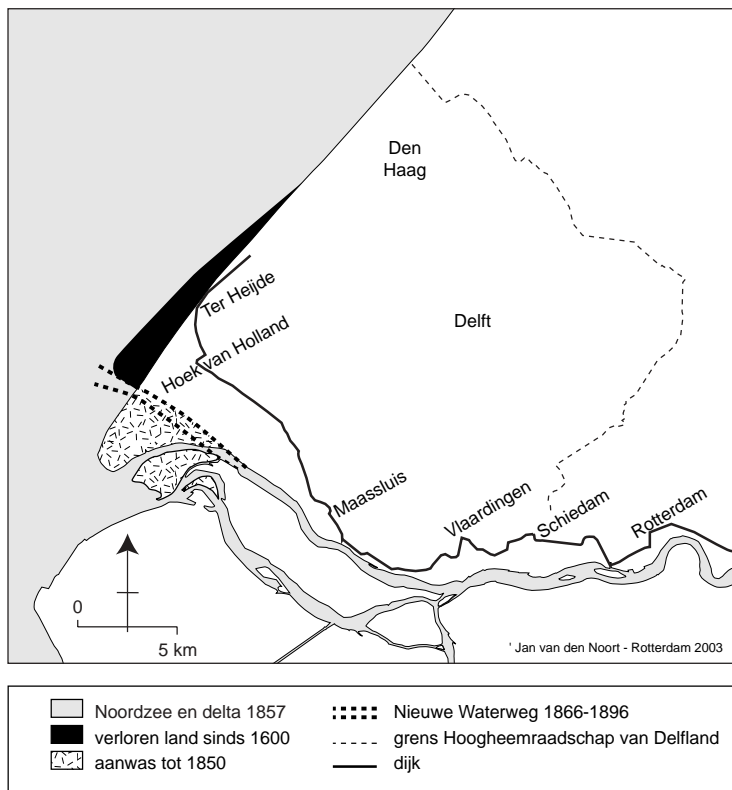 Den
Haag
Ter Heijde
Delft
Hoek van Holland
Maassluis
Vlaardingen
Schiedam
Rotterdam
0
5 km
' Jan van den Noort - Rotterdam 2003
Noordzee en delta 1857
verloren land sinds 1600
aanwas tot 1850
Nieuwe Waterweg 1866-1896
grens Hoogheemraadschap van Delfland
dijk